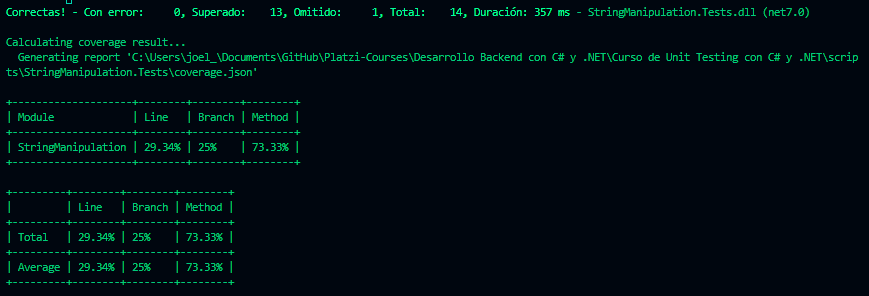 Correctas! - Con error:     0, Superado:    13, Omitido:     1, Total:    14, Duración: 357 ms - StringManipulation.Tests.dll (net7.0)
Calculating coverage result...
  Generating report 'C:\Users\joel_\Documents\GitHub\Platzi-Courses\Desarrollo Backend con C# y .NET\Curso de Unit Testing con C# y .NET\scrip
ts\StringManipulation.Tests\coverage.json'
+--------------------+--------+--------+--------+
| Module             | Line   | Branch | Method |
+--------------------+--------+--------+--------+
| StringManipulation | 29.34% | 25%    | 73.33% |
+--------------------+--------+--------+--------+
+---------+--------+--------+--------+
|         | Line   | Branch | Method |
+---------+--------+--------+--------+
| Total   | 29.34% | 25%    | 73.33% |
+---------+--------+--------+--------+
| Average | 29.34% | 25%    | 73.33% |
+---------+--------+--------+--------+